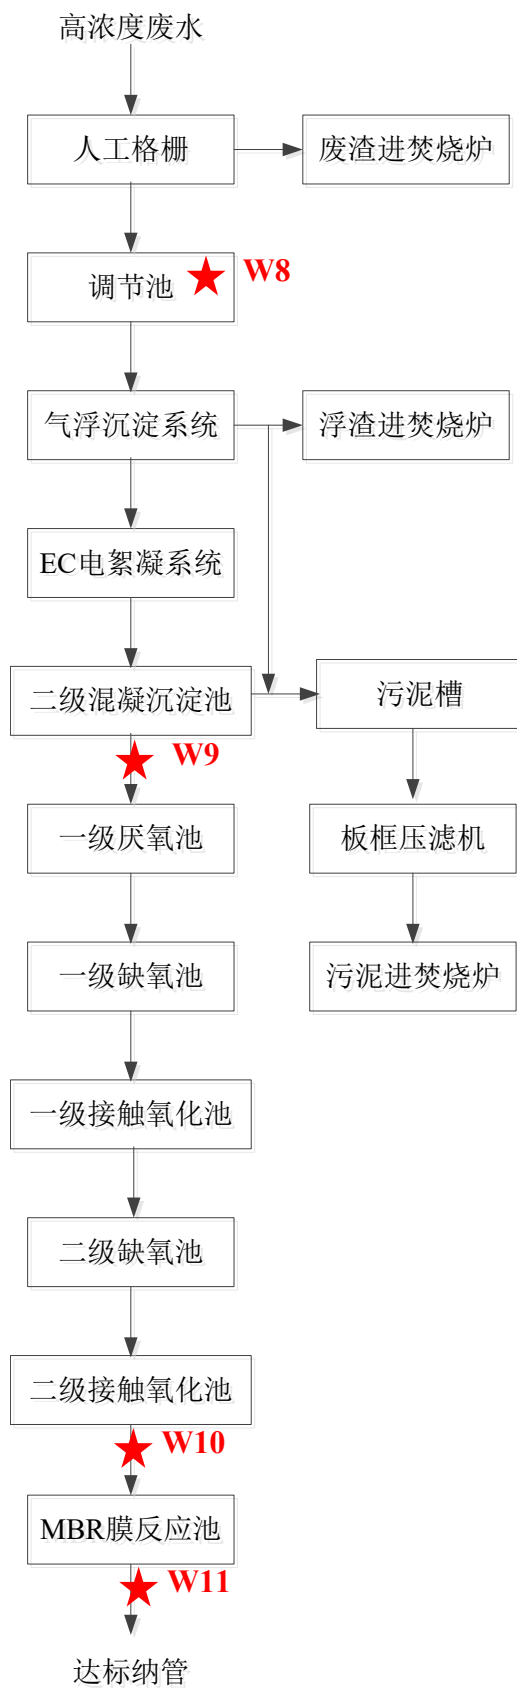 高浓度废水
人工格栅
废渣进焚烧炉
调节池
W8
气浮沉淀系统
浮渣进焚烧炉
EC电絮凝系统
二级混凝沉淀池
污泥槽
W9
一级厌氧池
板框压滤机
一级缺氧池
污泥进焚烧炉
一级接触氧化池
二级缺氧池
二级接触氧化池
W10
MBR膜反应池
W11
达标纳管